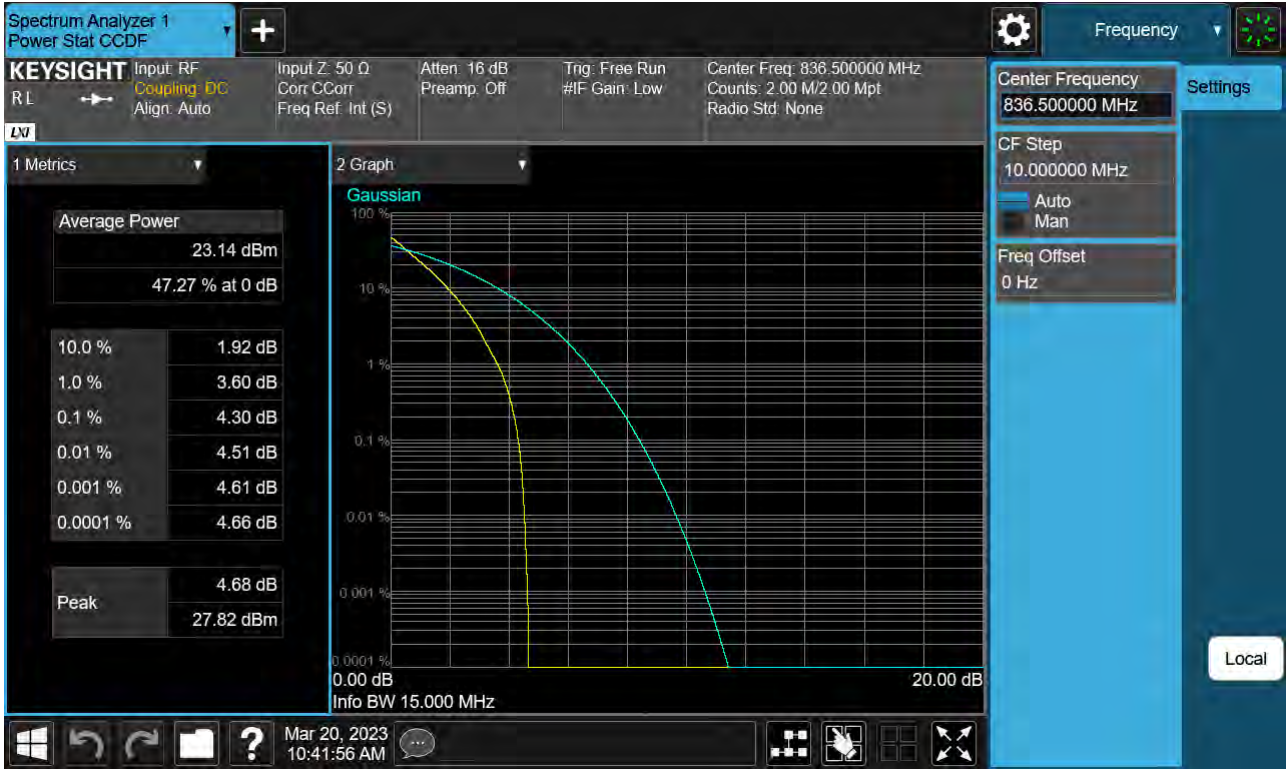 Spectrum Analyzer 1
Power Stat CCDF
Frequency
KEYSIGHT
R L
LXI
Input: RF
Coupling: DC
Align: Auto
Input Z: 50 Ω
Corr CCorr
Freq Ref: Int (S)
Atten: 16 dB
Preamp: Off
Trig: Free Run
#IF Gain: Low
Center Freq: 836.500000 MHz
Counts: 2.00 M/2.00 Mpt
Radio Std: None
Center Frequency
836.500000 MHz
Settings
CF Step
10.000000 MHz
Auto
Man
Freq Offset
0 Hz
1 Metrics
Average Power
23.14 dBm
47.27 % at 0 dB
10.0 % 1.92 dB
1.0 % 3.60 dB
0.1 % 4.30 dB
0.01 % 4.51 dB
0.001 % 4.61 dB
0.0001 % 4.66 dB
Peak
4.68 dB
27.82 dBm
2 Graph
Gaussian
100 %
10 %
1 %
0.1 %
0.01 %
0.001 %
0.0001 %
0.00 dB 20.00 dB
Info BW 15.000 MHz
Local
?
Mar 20, 2023
10:41:56 AM